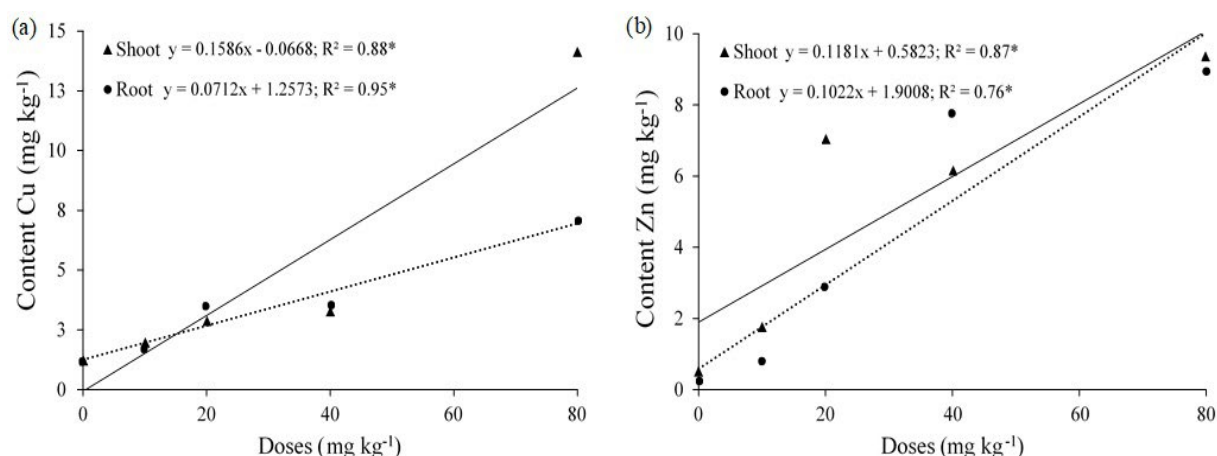 (a)
Content Cu (mg kg⁻¹)
15
13
10
8
5
3
0
▲ Shoot y = 0.1586x - 0.0668; R² = 0.88*
● Root y = 0.0712x + 1.2573; R² = 0.95*
0 20 40 60 80
Doses (mg kg⁻¹)
(b)
Content Zn (mg kg⁻¹)
10
8
6
4
2
0
▲ Shoot y = 0.1181x + 0.5823; R² = 0.87*
● Root y = 0.1022x + 1.9008; R² = 0.76*
0 20 40 60 80
Doses (mg kg⁻¹)